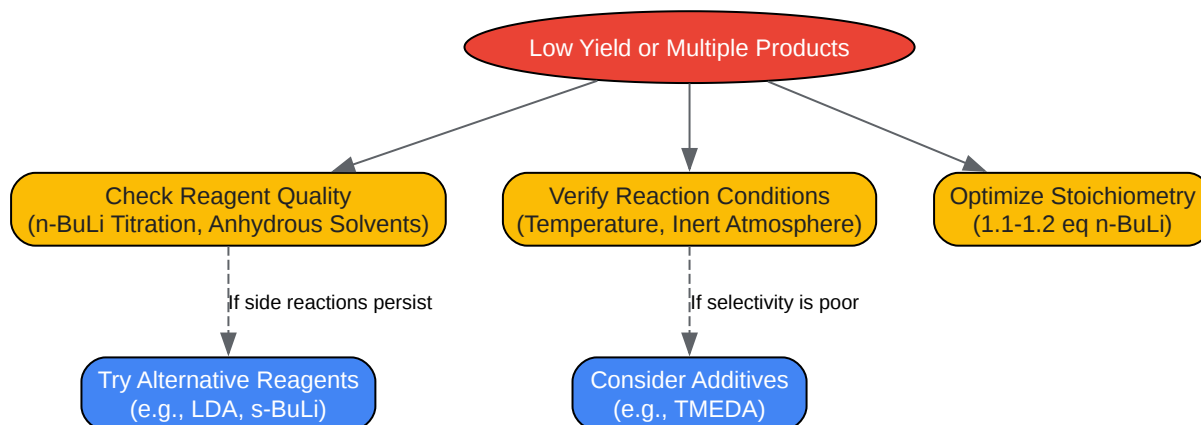 Low Yield or Multiple Products
Check Reagent Quality
(n-BuLi Titration, Anhydrous Solvents)
Verify Reaction Conditions
(Temperature, Inert Atmosphere)
Optimize Stoichiometry
(1.1-1.2 eq n-BuLi)
If side reactions persist
If selectivity is poor
Try Alternative Reagents
(e.g., LDA, s-BuLi)
Consider Additives
(e.g., TMEDA)